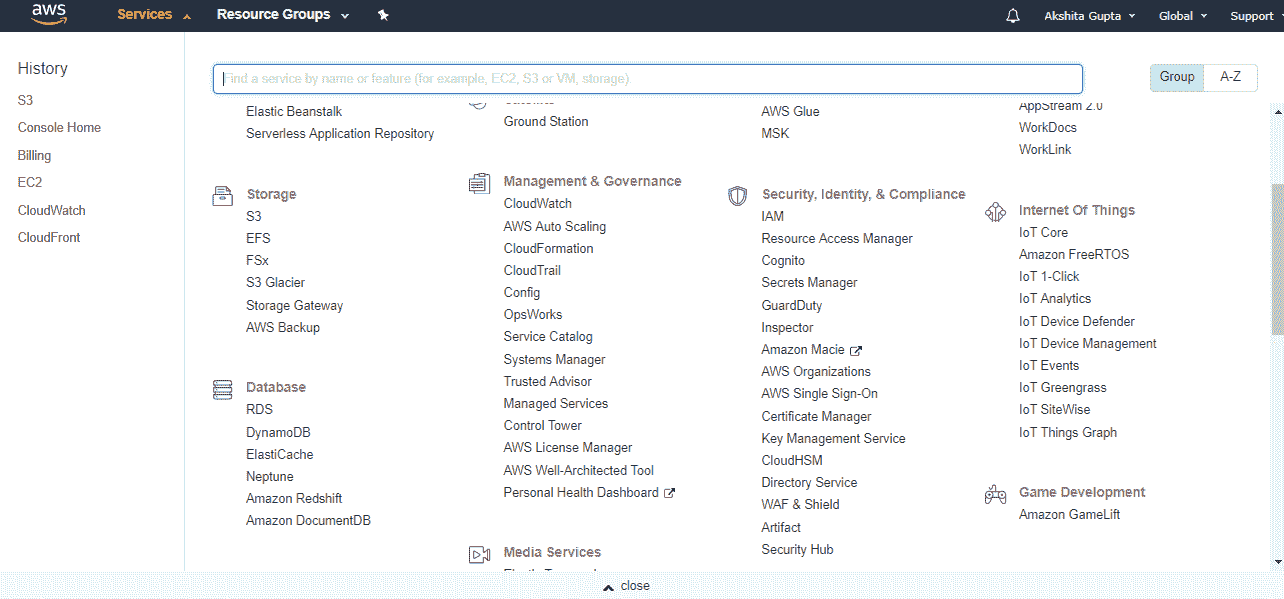 aws
Services
Resource Groups
Akshita Gupta
Global
Support
History
S3
Console Home
Billing
EC2
CloudWatch
CloudFront
Find a service by name or feature (for example, EC2, S3 or VM, storage)
Group
A-Z
Elastic Beanstalk
Serverless Application Repository
Storage
S3
EFS
FSx
S3 Glacier
Storage Gateway
AWS Backup
Database
RDS
DynamoDB
ElastiCache
Neptune
Amazon Redshift
Amazon DocumentDB
Ground Station
Management & Governance
CloudWatch
AWS Auto Scaling
CloudFormation
CloudTrail
Config
OpsWorks
Service Catalog
Systems Manager
Trusted Advisor
Managed Services
Control Tower
AWS License Manager
AWS Well-Architected Tool
Personal Health Dashboard
Media Services
AWS Glue
MSK
Security, Identity, & Compliance
IAM
Resource Access Manager
Cognito
Secrets Manager
GuardDuty
Inspector
Amazon Macie
AWS Organizations
AWS Single Sign-On
Certificate Manager
Key Management Service
CloudHSM
Directory Service
WAF & Shield
Artifact
Security Hub
AppStream 2.0
WorkDocs
WorkLink
Internet Of Things
IoT Core
Amazon FreeRTOS
IoT 1-Click
IoT Analytics
IoT Device Defender
IoT Device Management
IoT Events
IoT Greengrass
IoT SiteWise
IoT Things Graph
Game Development
Amazon GameLift
close